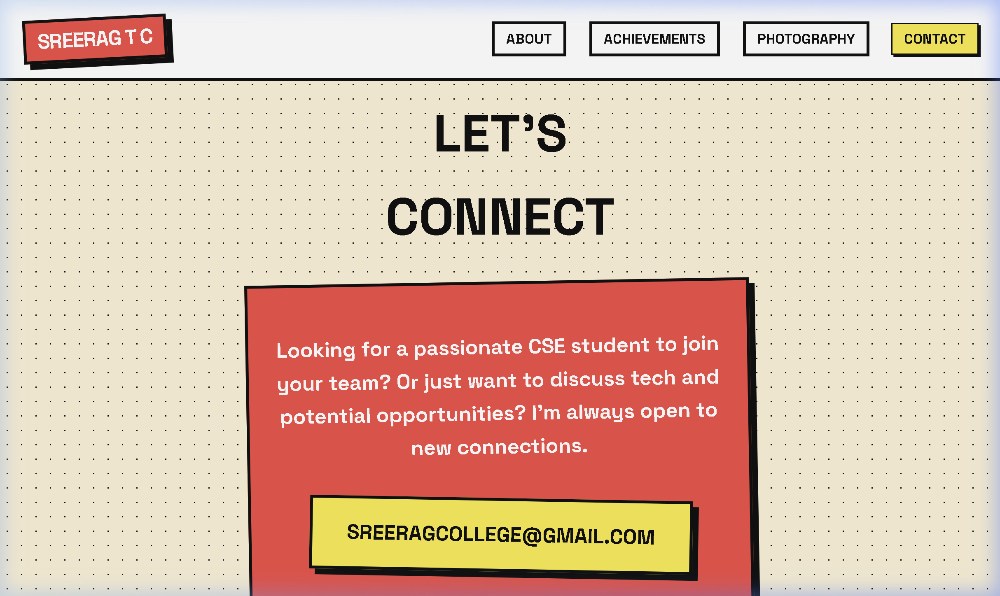 SREERAG T C
ABOUT
ACHIEVEMENTS
PHOTOGRAPHY
CONTACT
LET’S
CONNECT
Looking for a passionate CSE student to join
your team? Or just want to discuss tech and
potential opportunities? I’m always open to
new connections.
SREERAGCOLLEGE@GMAIL.COM